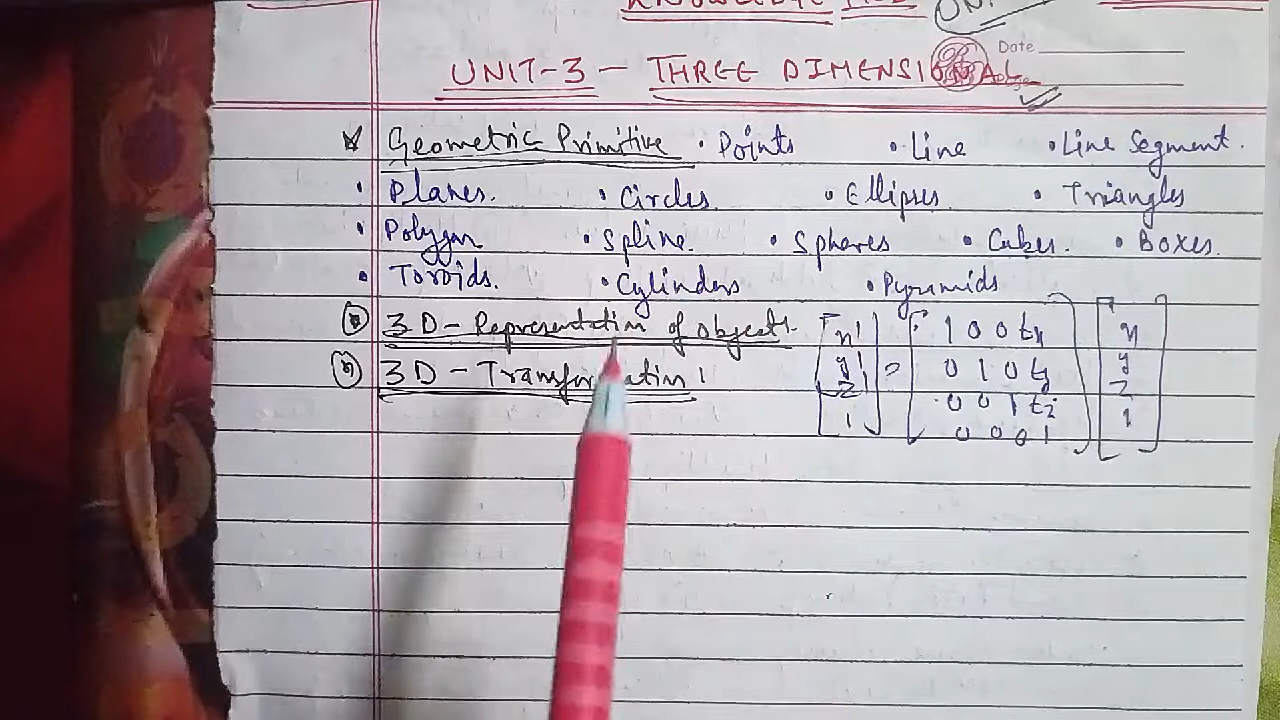 Date
UNIT-3 - THREE DIMENSIONAL
Geometric Primitive • Points • Line • Line Segment.
• Planes. • Circles. • Ellipses. • Triangles
• Polygon • Spline. • Spheres • Cubes. • Boxes.
• Toroids. • Cylinders • Pyramids
3D-Representation of objects.
3D-Transformation
x' 1 0 0 tx x
y' = 0 1 0 ty y
z' 0 0 1 tz z
1 0 0 0 1 1